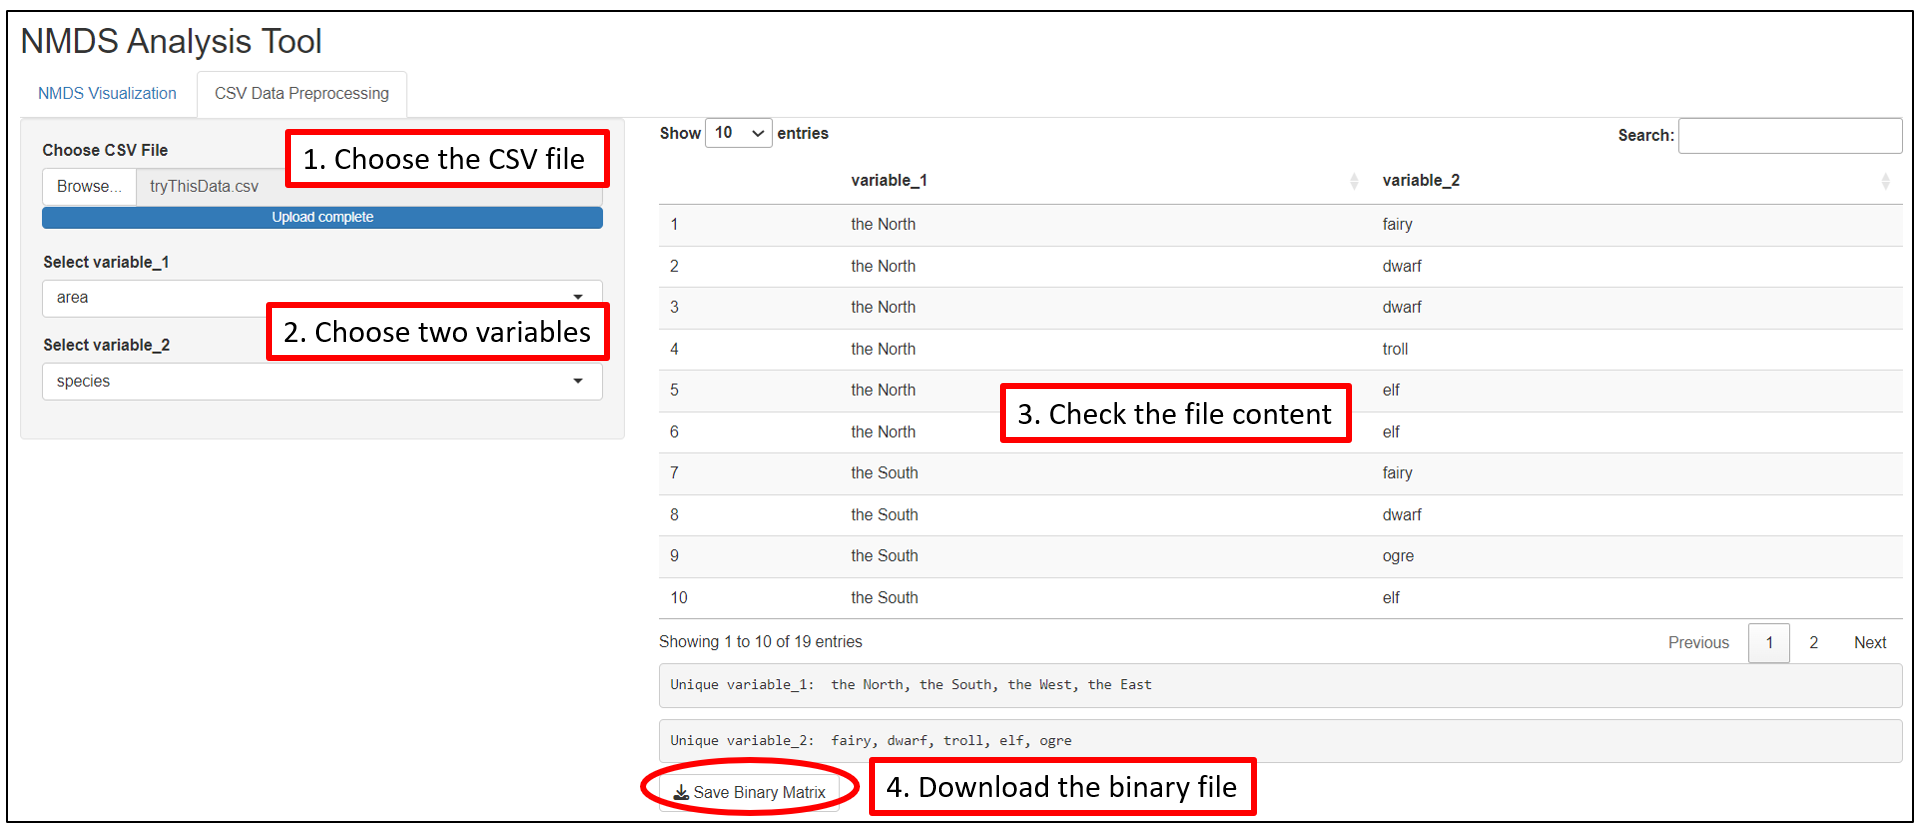 NMDS Analysis Tool
NMDS Visualization CSV Data Preprocessing
Choose CSV File
1. Choose the CSV file
Browse... tryThisData.csv
Upload complete
Select variable_1
area
2. Choose two variables
Select variable_2
species
Show 10 entries
Search:
variable_1 variable_2
1 the North fairy
2 the North dwarf
3 the North dwarf
4 the North troll
5 the North elf
3. Check the file content
6 the North elf
7 the South fairy
8 the South dwarf
9 the South ogre
10 the South elf
Showing 1 to 10 of 19 entries
Previous 1 2 Next
Unique variable_1: the North, the South, the West, the East
Unique variable_2: fairy, dwarf, troll, elf, ogre
Save Binary Matrix
4. Download the binary file